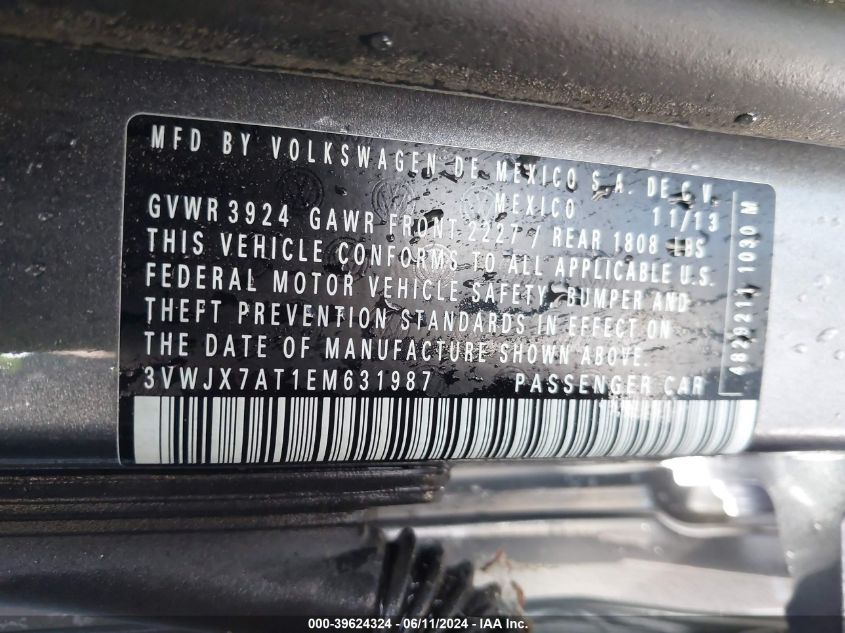 MFD BY VOLKSWAGEN DE MEXICO S.A. DE C.V.
MEXICO 11/13
GVWR 3924 GAWR FRONT 2227 / REAR 1808 LBS
THIS VEHICLE CONFORMS TO ALL APPLICABLE U.S.
FEDERAL MOTOR VEHICLE SAFETY, BUMPER AND
THEFT PREVENTION STANDARDS IN EFFECT ON
THE DATE OF MANUFACTURE SHOWN ABOVE.
3VWJX7AT1EM631987 PASSENGER CAR
1030 M
000-39624324 / 06/11/2024 - IAA Inc.